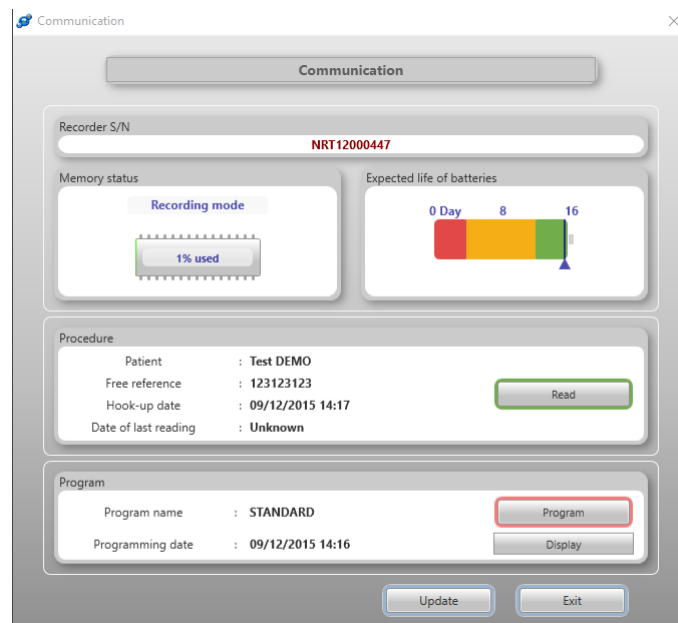 Communication
Communication
Recorder S/N
NRT12000447
Memory status
Recording mode
1% used
Expected life of batteries
0 Day 8 16
Procedure
Patient : Test DEMO
Free reference : 123123123
Hook-up date : 09/12/2015 14:17
Date of last reading : Unknown
Read
Program
Program name : STANDARD
Program
Programming date : 09/12/2015 14:16
Display
Update Exit